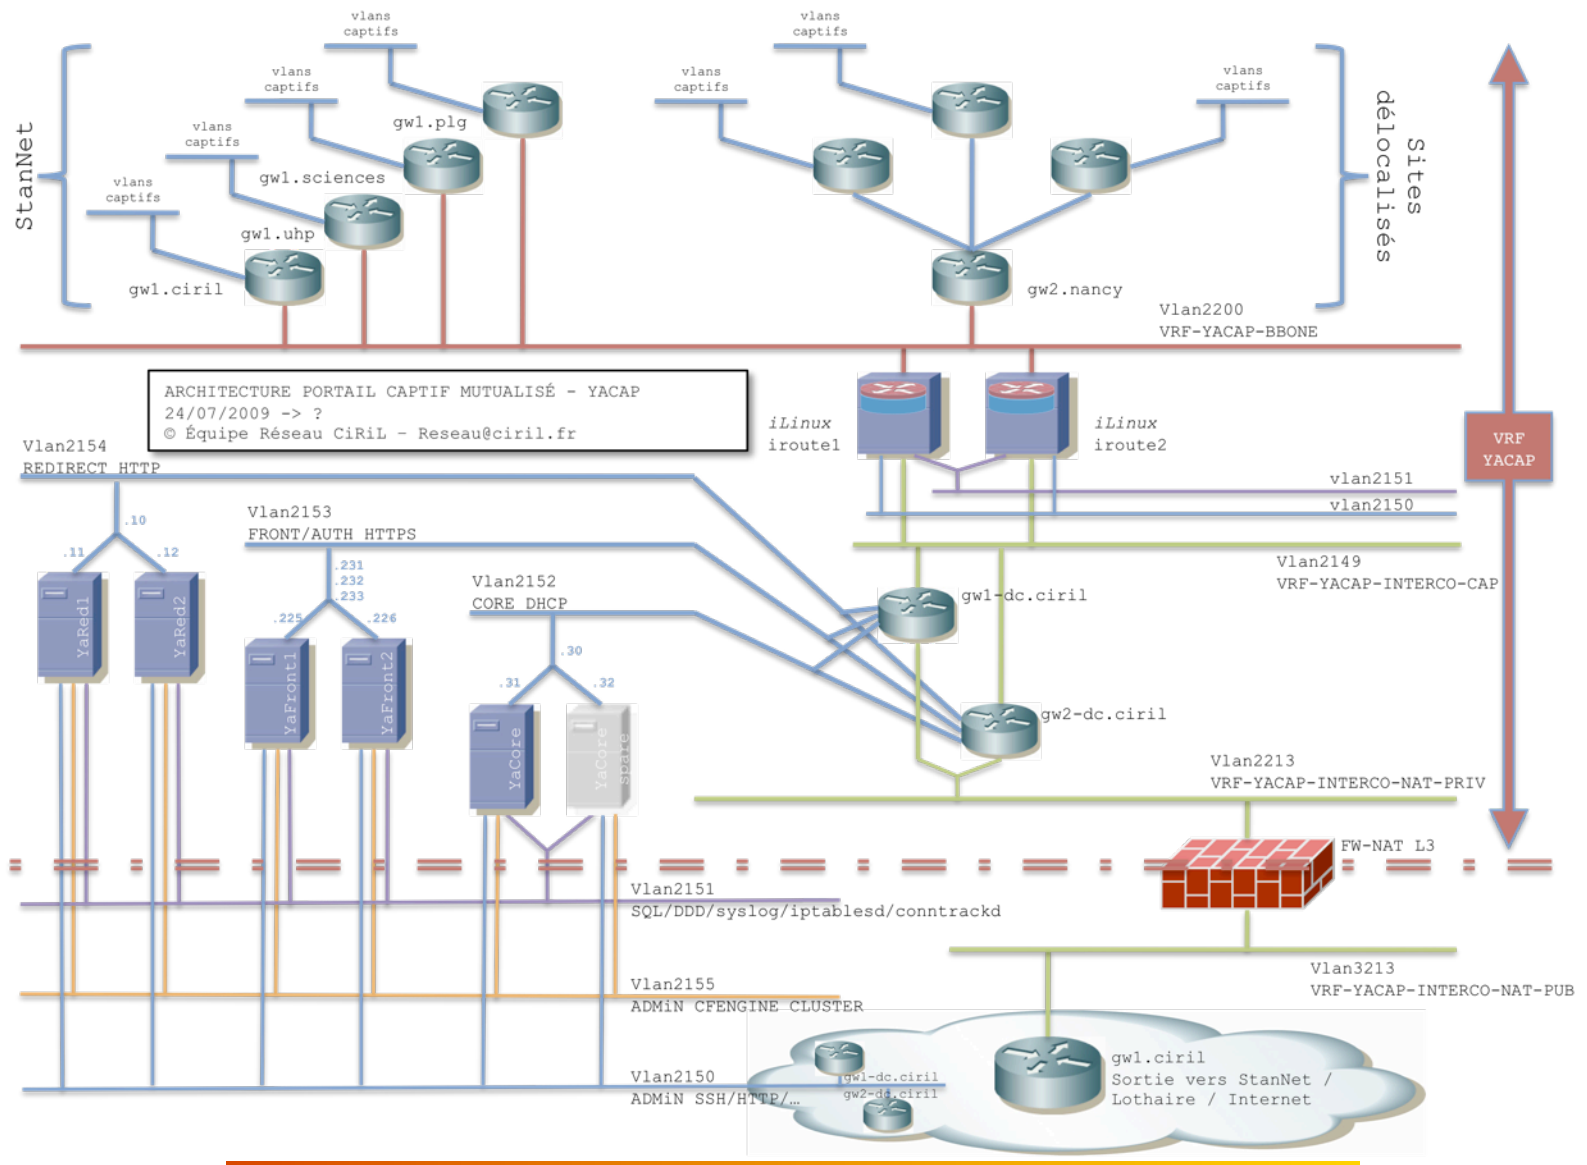 vlans
captifs
vlans
captifs
vlans
captifs
vlans
captifs
vlans
captifs
vlans
captifs
vlans
captifs
StanNet
gw1.plg
gw1.sciences
gw1.uhp
gw1.ciril
gw2.nancy
Sites
délocalisés
Vlan2200
VRF-YACAP-BBONE
ARCHITECTURE PORTAIL CAPTIF MUTUALISÉ - YACAP
24/07/2009 -> ?
© Équipe Réseau CiRiL – Reseau@ciril.fr
iLinux
iroute1
iLinux
iroute2
VRF
YACAP
vlan2151
vlan2150
Vlan2154
REDIRECT HTTP
.10
.11
.12
YaRed1
YaRed2
Vlan2153
FRONT/AUTH HTTPS
.231
.232
.233
.225
.226
YaFront1
YaFront2
Vlan2152
CORE DHCP
.30
.31
.32
YaCore
YaCore
spare
Vlan2149
VRF-YACAP-INTERCO-CAP
gw1-dc.ciril
gw2-dc.ciril
Vlan2213
VRF-YACAP-INTERCO-NAT-PRIV
FW-NAT L3
Vlan2151
SQL/DDD/syslog/iptablesd/conntrackd
Vlan3213
VRF-YACAP-INTERCO-NAT-PUB
Vlan2155
ADMiN CFENGINE CLUSTER
Vlan2150
ADMiN SSH/HTTP/…
gw1-dc.ciril
gw2-dc.ciril
gw1.ciril
Sortie vers StanNet /
Lothaire / Internet